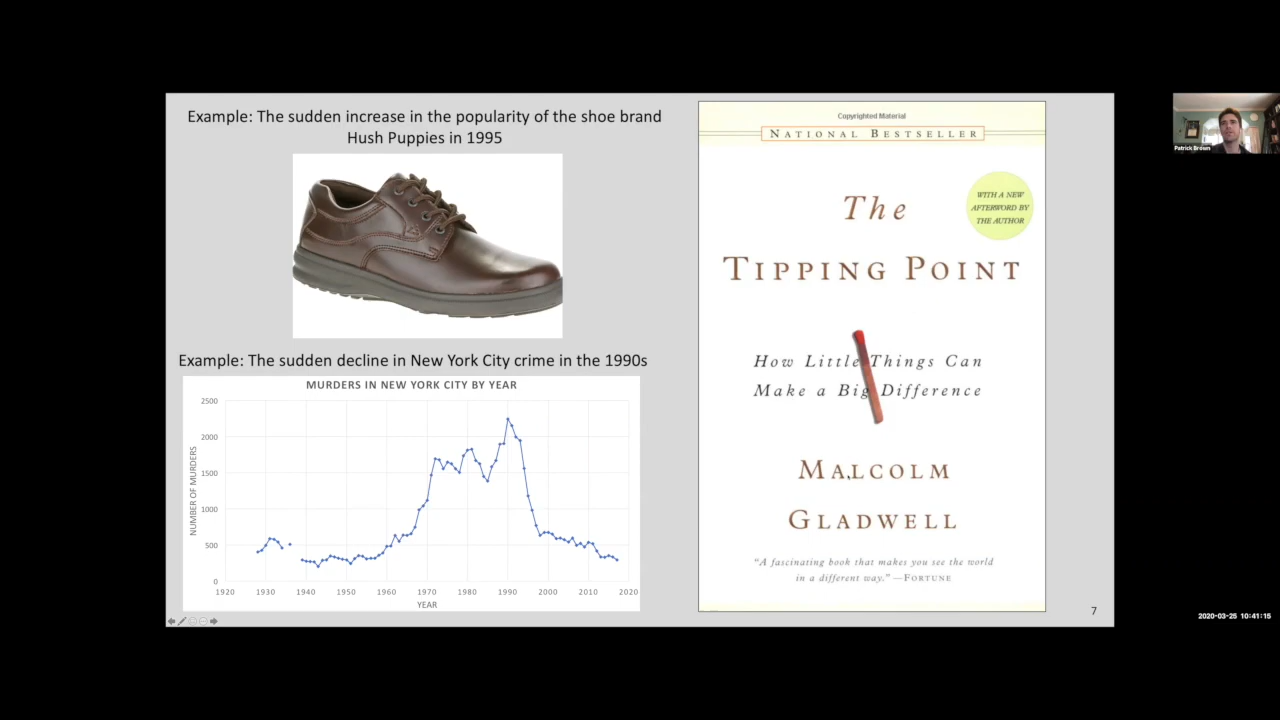 Example: The sudden increase in the popularity of the shoe brand
Hush Puppies in 1995
Example: The sudden decline in New York City crime in the 1990s
MURDERS IN NEW YORK CITY BY YEAR
NUMBER OF MURDERS
2500
2000
1500
1000
500
0
1920 1930 1940 1950 1960 1970 1980 1990 2000 2010 2020
YEAR
Copyrighted Material
NATIONAL BESTSELLER
The
WITH A NEW
AFTERWORD BY
THE AUTHOR
TIPPING POINT
How Little Things Can
Make a Big Difference
MALCOLM
GLADWELL
"A fascinating book that makes you see the world
in a different way." —FORTUNE
7
Patrick Brown
2020-03-25 10:41:15